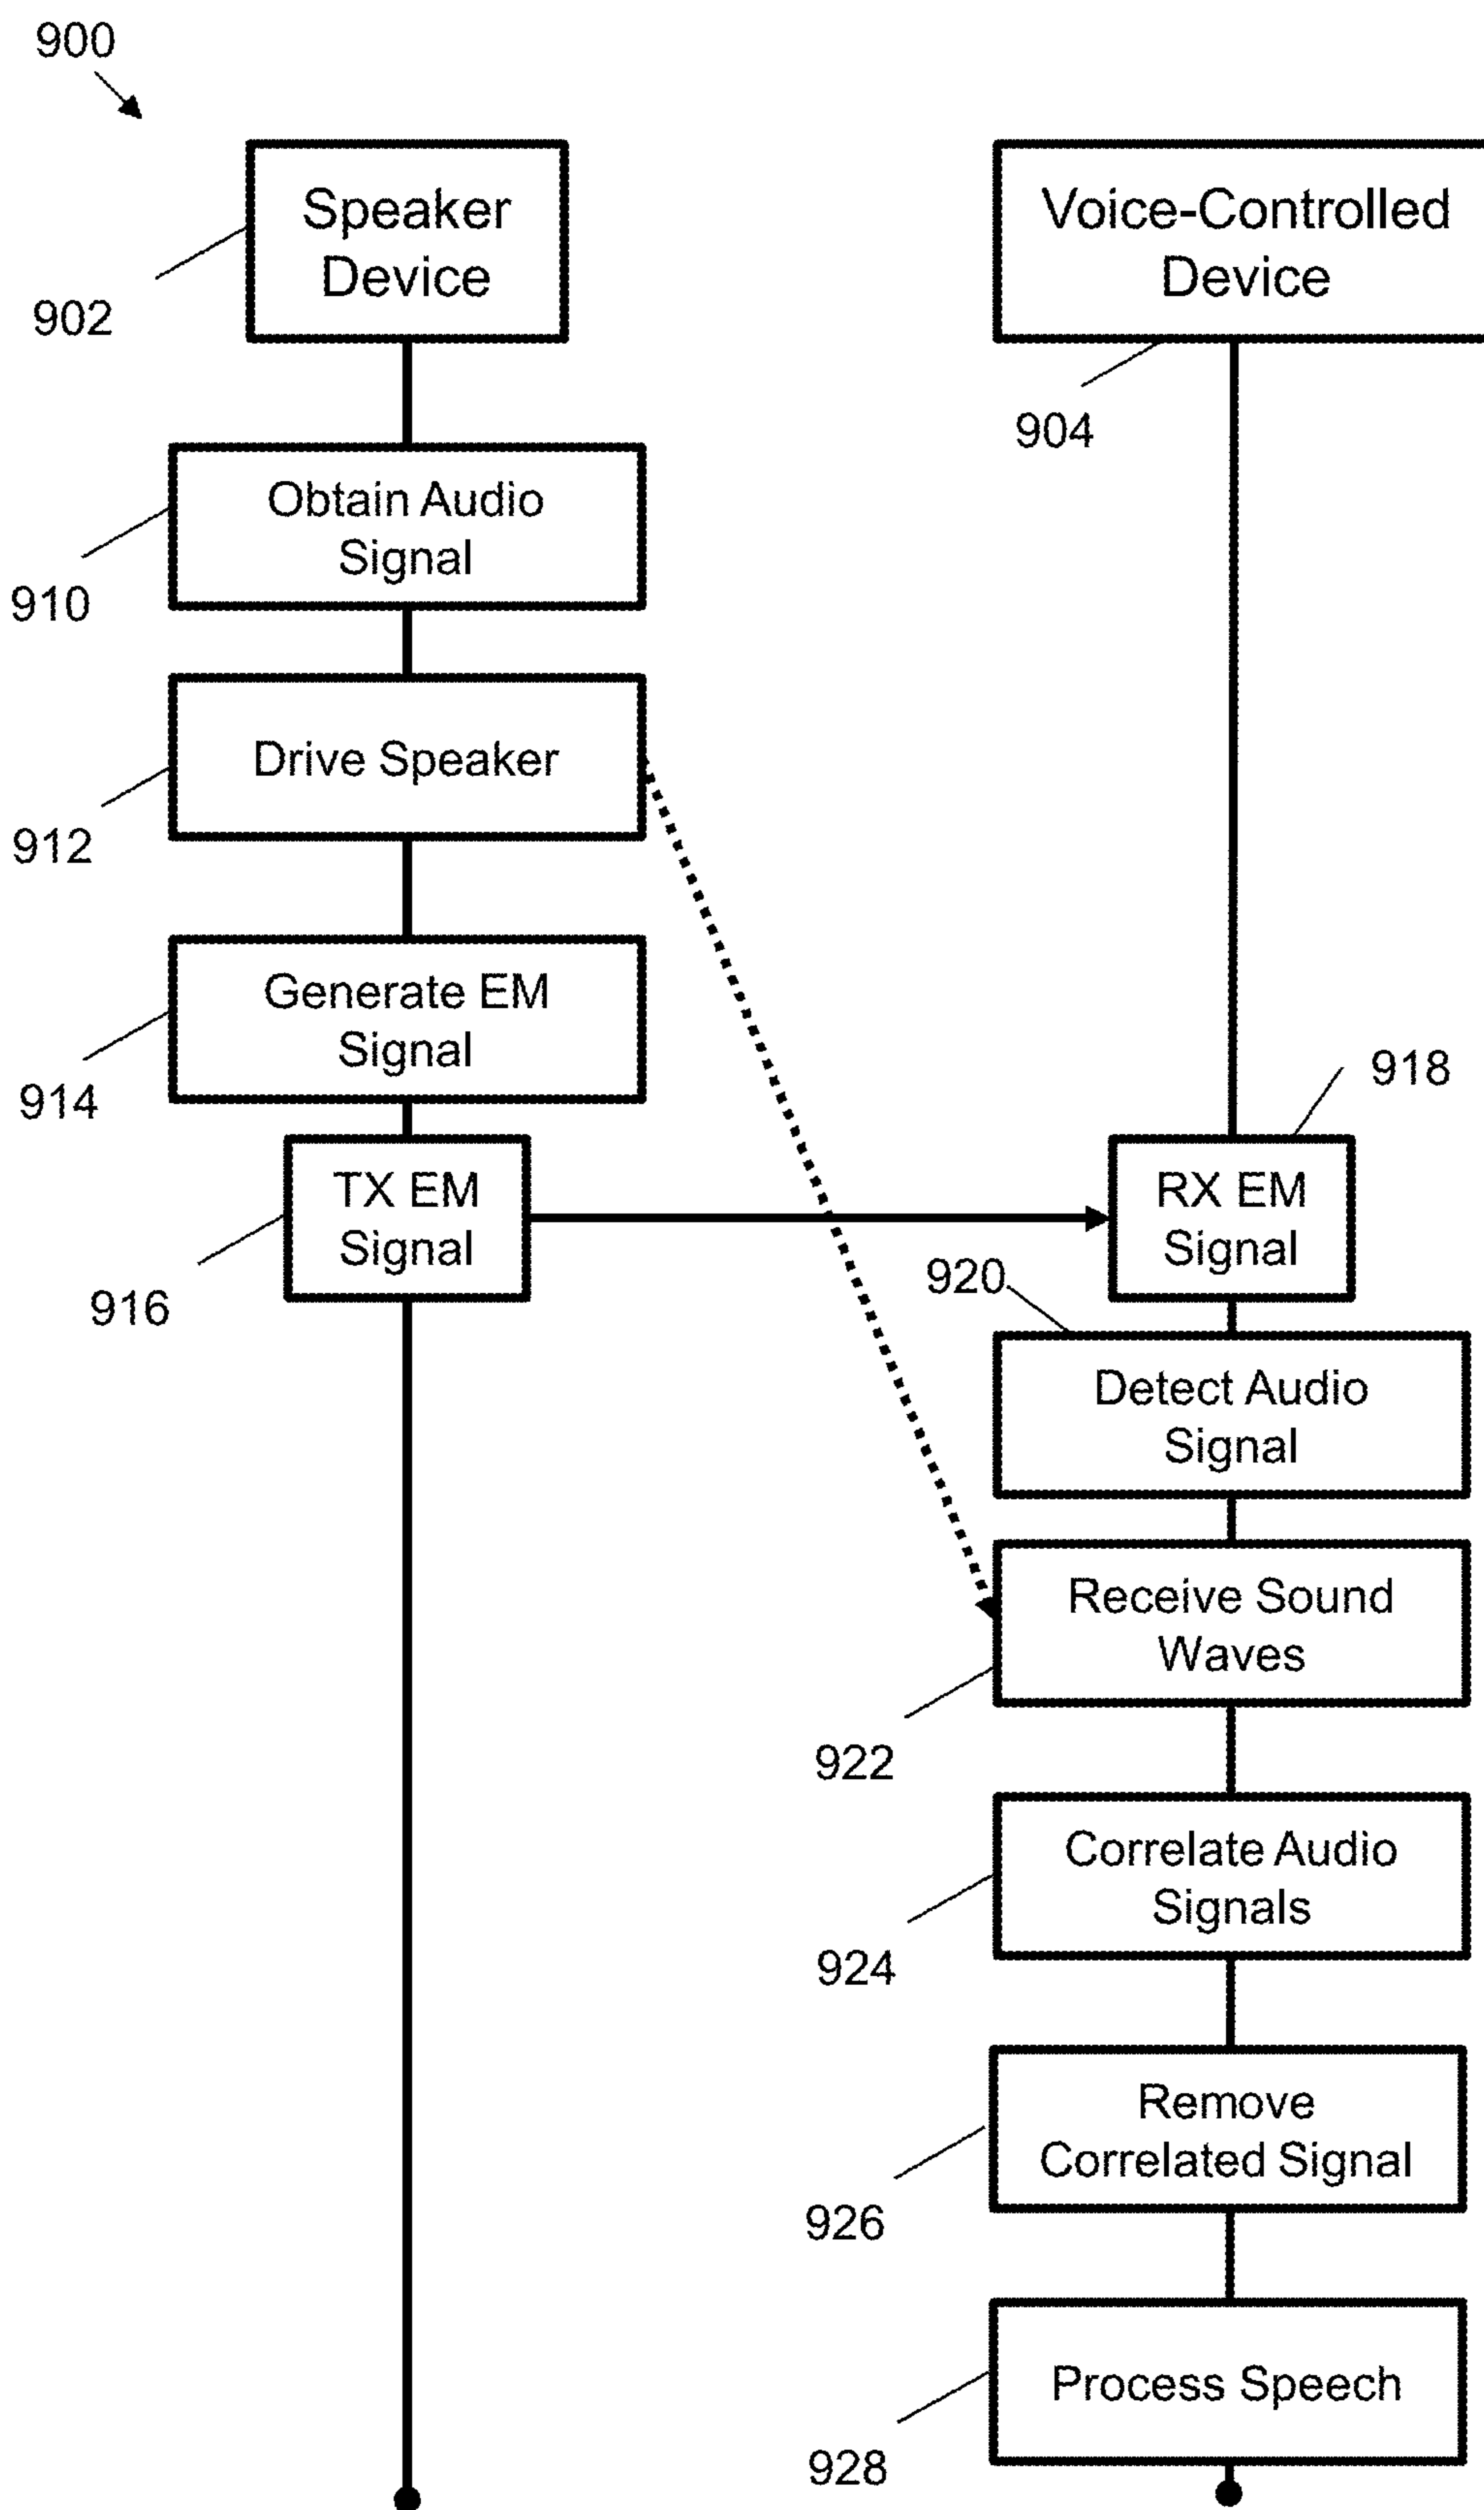 900
Speaker
Device
902
Voice-Controlled
Device
904
Obtain Audio
Signal
910
Drive Speaker
912
Generate EM
Signal
914
TX EM
Signal
916
918
RX EM
Signal
920
Detect Audio
Signal
Receive Sound
Waves
922
Correlate Audio
Signals
924
Remove
Correlated Signal
926
Process Speech
928